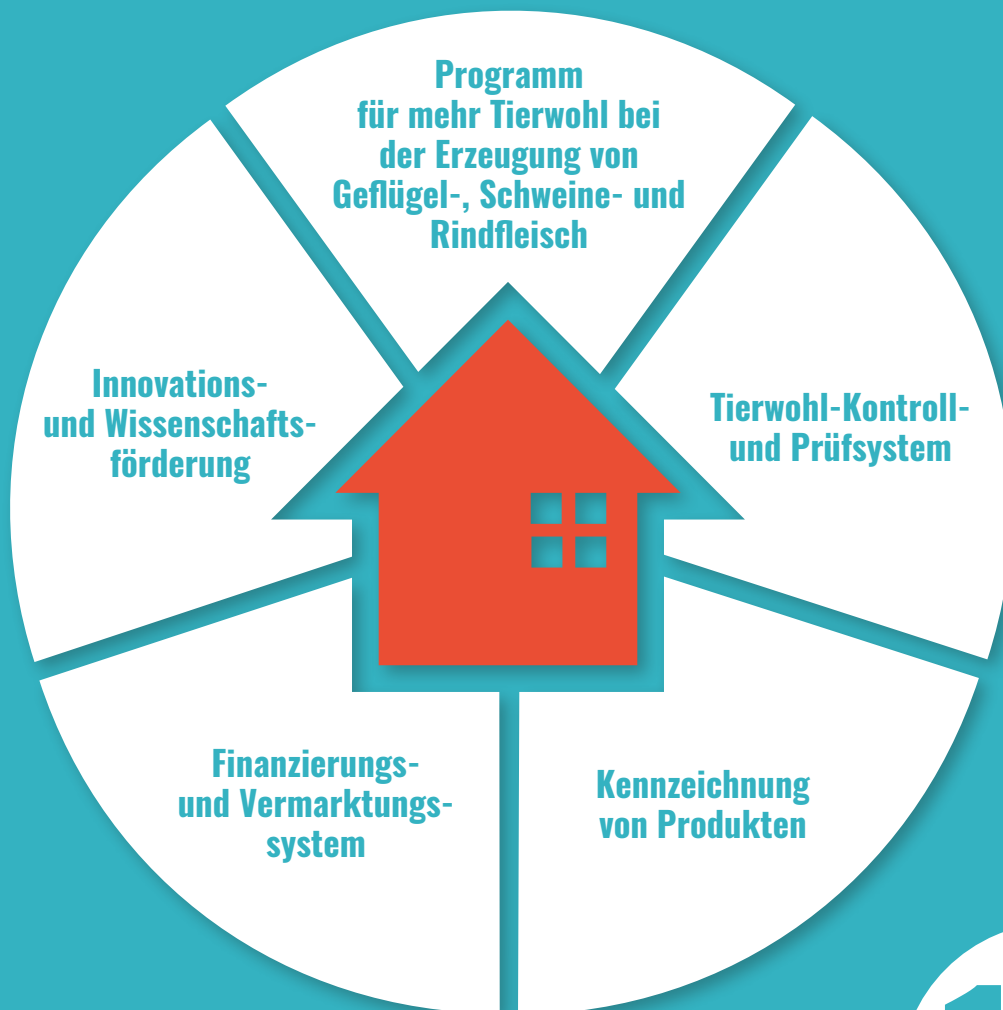 Programm
für mehr Tierwohl bei
der Erzeugung von
Geflügel-, Schweine- und
Rindfleisch
Tierwohl-Kontroll-
und Prüfsystem
Kennzeichnung
von Produkten
Finanzierungs-
und Vermarktungs-
system
Innovations-
und Wissenschafts-
förderung